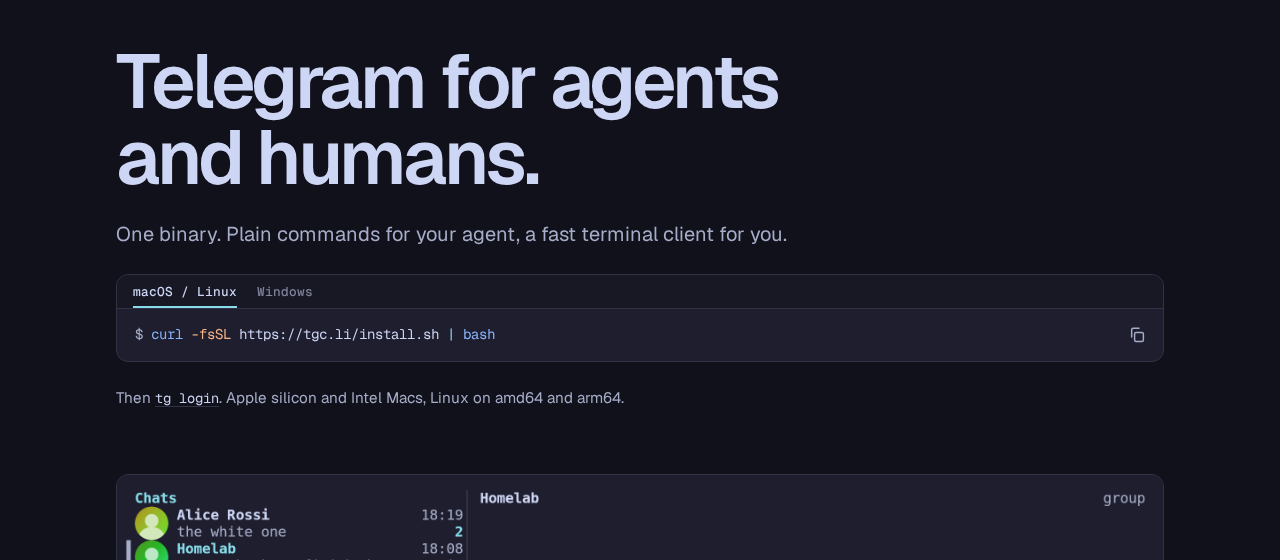 Telegram for agents
and humans.
One binary. Plain commands for your agent, a fast terminal client for you.
macOS / Linux Windows
$ curl -fsSL https://tgc.li/install.sh | bash
Then tg login. Apple silicon and Intel Macs, Linux on amd64 and arm64.
Chats
Homelab group
Alice Rossi 18:19
the white one 2
Homelab 18:08